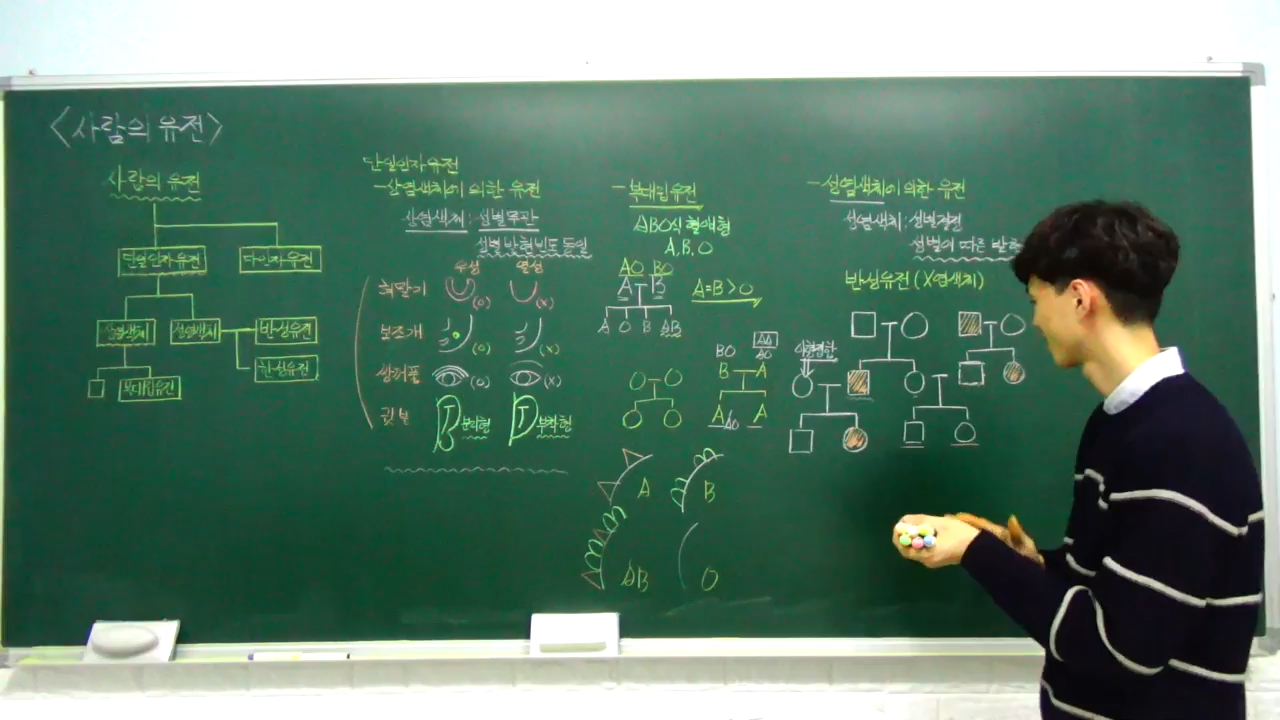 <사람의 유전>
사람의 유전
단일인자유전
다인자유전
상염색체
성염색체
반성유전
한성유전
복대립유전
단일인자유전
-상염색체에 의한 유전
상염색체: 성별무관
성별 발현빈도 동일
우성 열성
혀말기 (O) (X)
보조개 (O) (X)
쌍꺼풀 (O) (X)
귓불 분리형 부착형
-복대립유전
ABO식 혈액형
A, B, O
AO BO
A B
A O B AB
A=B>O
BO AA
AO
B A
A AO A
A B
AB O
-성염색체에 의한 유전
성염색체: 성별결정
성별에 따른 발현
반성유전(X염색체)